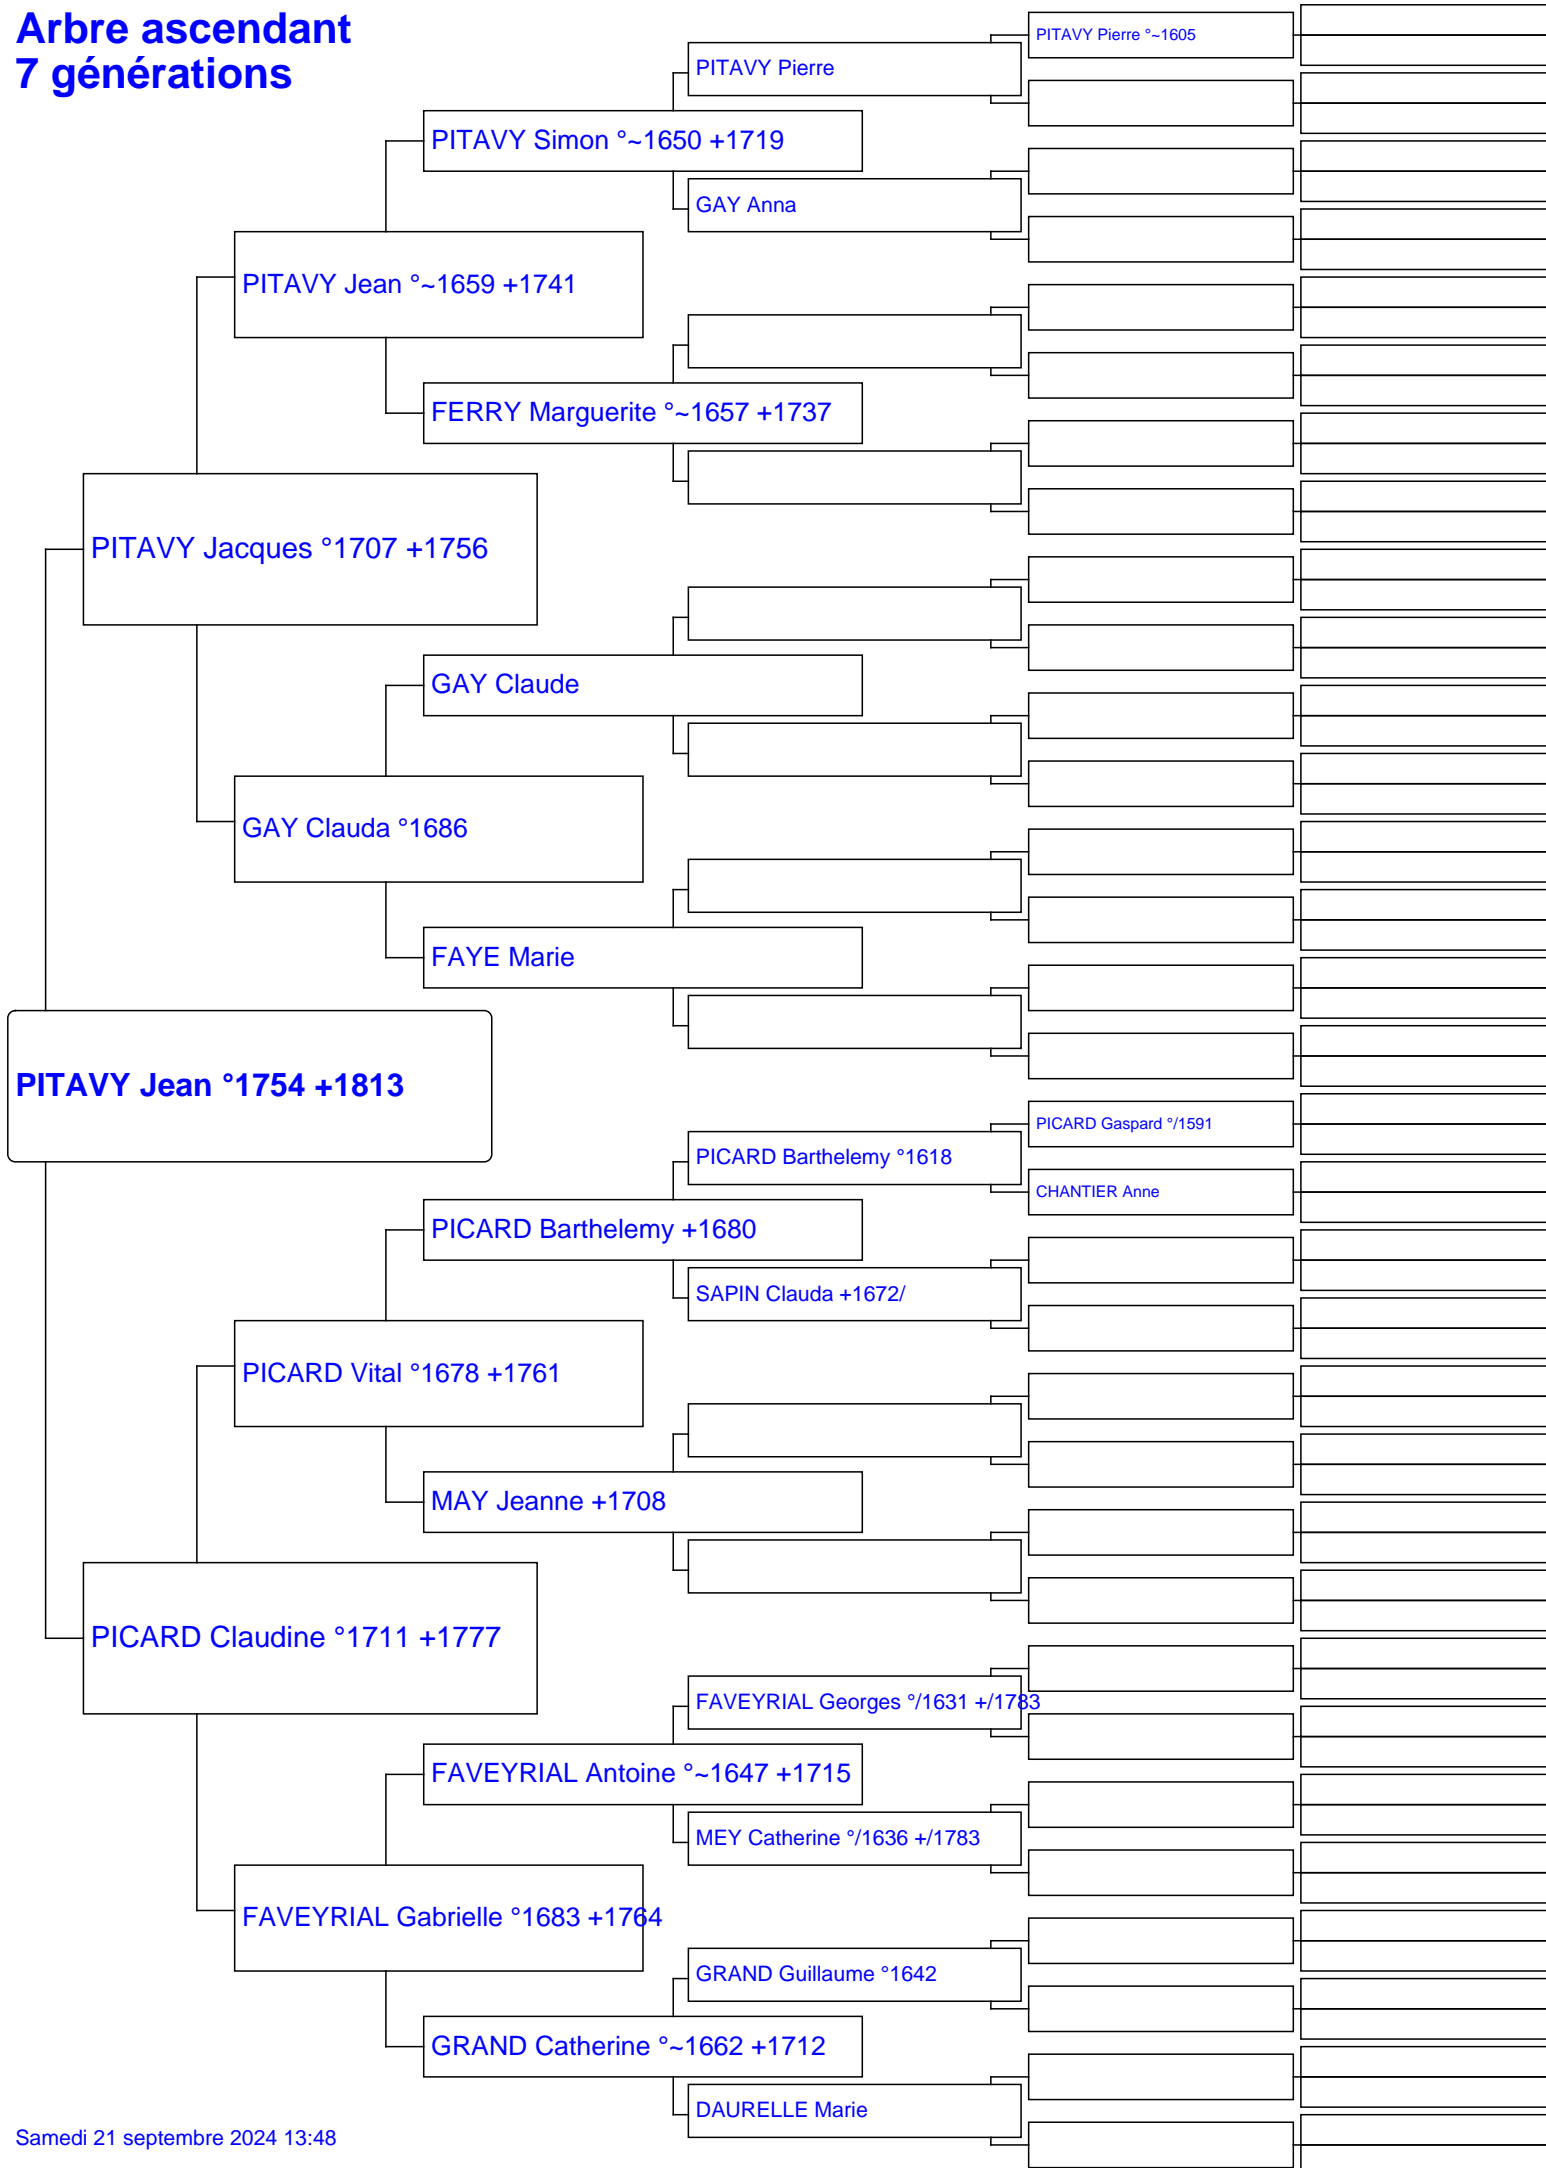 Arbre ascendant
7 générations
PITAVY Pierre °~1605
PITAVY Pierre
PITAVY Simon °~1650 +1719
GAY Anna
PITAVY Jean °~1659 +1741
FERRY Marguerite °~1657 +1737
PITAVY Jacques °1707 +1756
GAY Claude
GAY Clauda °1686
FAYE Marie
PITAVY Jean °1754 +1813
PICARD Gaspard °/1591
PICARD Barthelemy °1618
CHANTIER Anne
PICARD Barthelemy +1680
SAPIN Clauda +1672/
PICARD Vital °1678 +1761
MAY Jeanne +1708
PICARD Claudine °1711 +1777
FAVEYRIAL Georges °/1631 +/1783
FAVEYRIAL Antoine °~1647 +1715
MEY Catherine °/1636 +/1783
FAVEYRIAL Gabrielle °1683 +1764
GRAND Guillaume °1642
GRAND Catherine °~1662 +1712
DAURELLE Marie
Samedi 21 septembre 2024 13:48